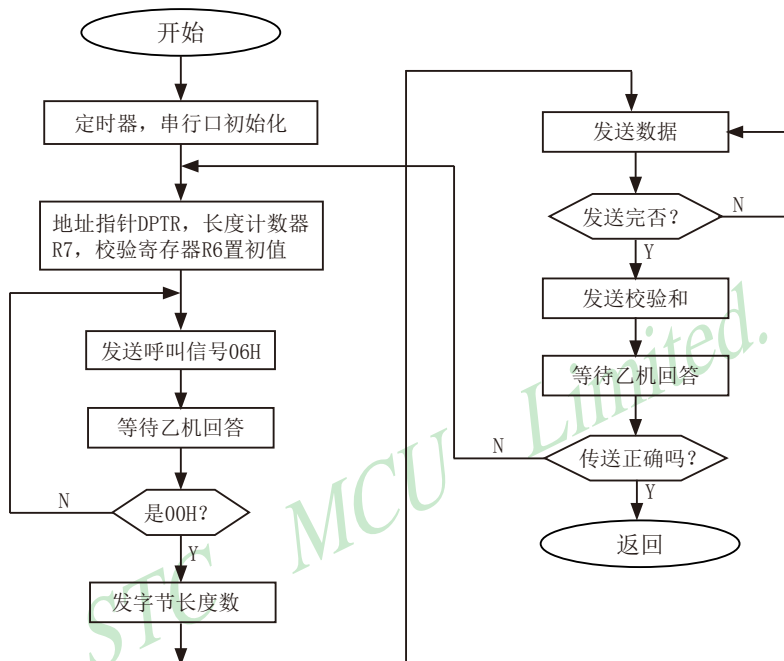 开始
定时器，串行口初始化
地址指针DPTR，长度计数器
R7，校验寄存器R6置初值
发送呼叫信号06H
等待乙机回答
是00H？
N
Y
发字节长度数
发送数据
发送完否？
N
Y
发送校验和
等待乙机回答
传送正确吗？
N
Y
返回
STC MCU Limited.